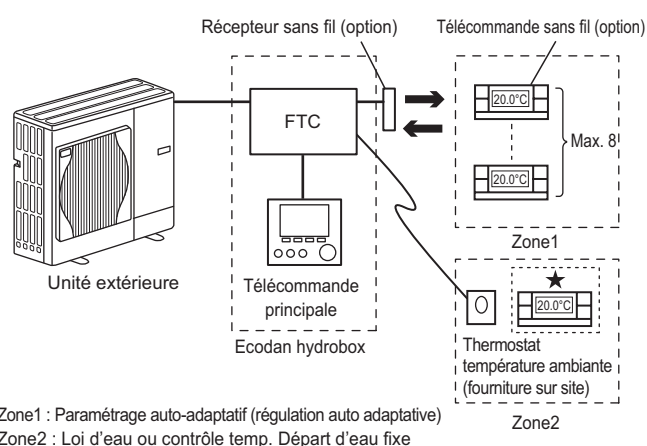 Récepteur sans fil (option)
Télécommande sans fil (option)
FTC
20.0°C
Max. 8
20.0°C
Zone1
Unité extérieure
Télécommande
principale
Ecodan hydrobox
20.0°C
Thermostat
température ambiante
(fourniture sur site)
Zone2
Zone1 : Paramétrage auto-adaptatif (régulation auto adaptative)
Zone2 : Loi d'eau ou contrôle temp. Départ d'eau fixe